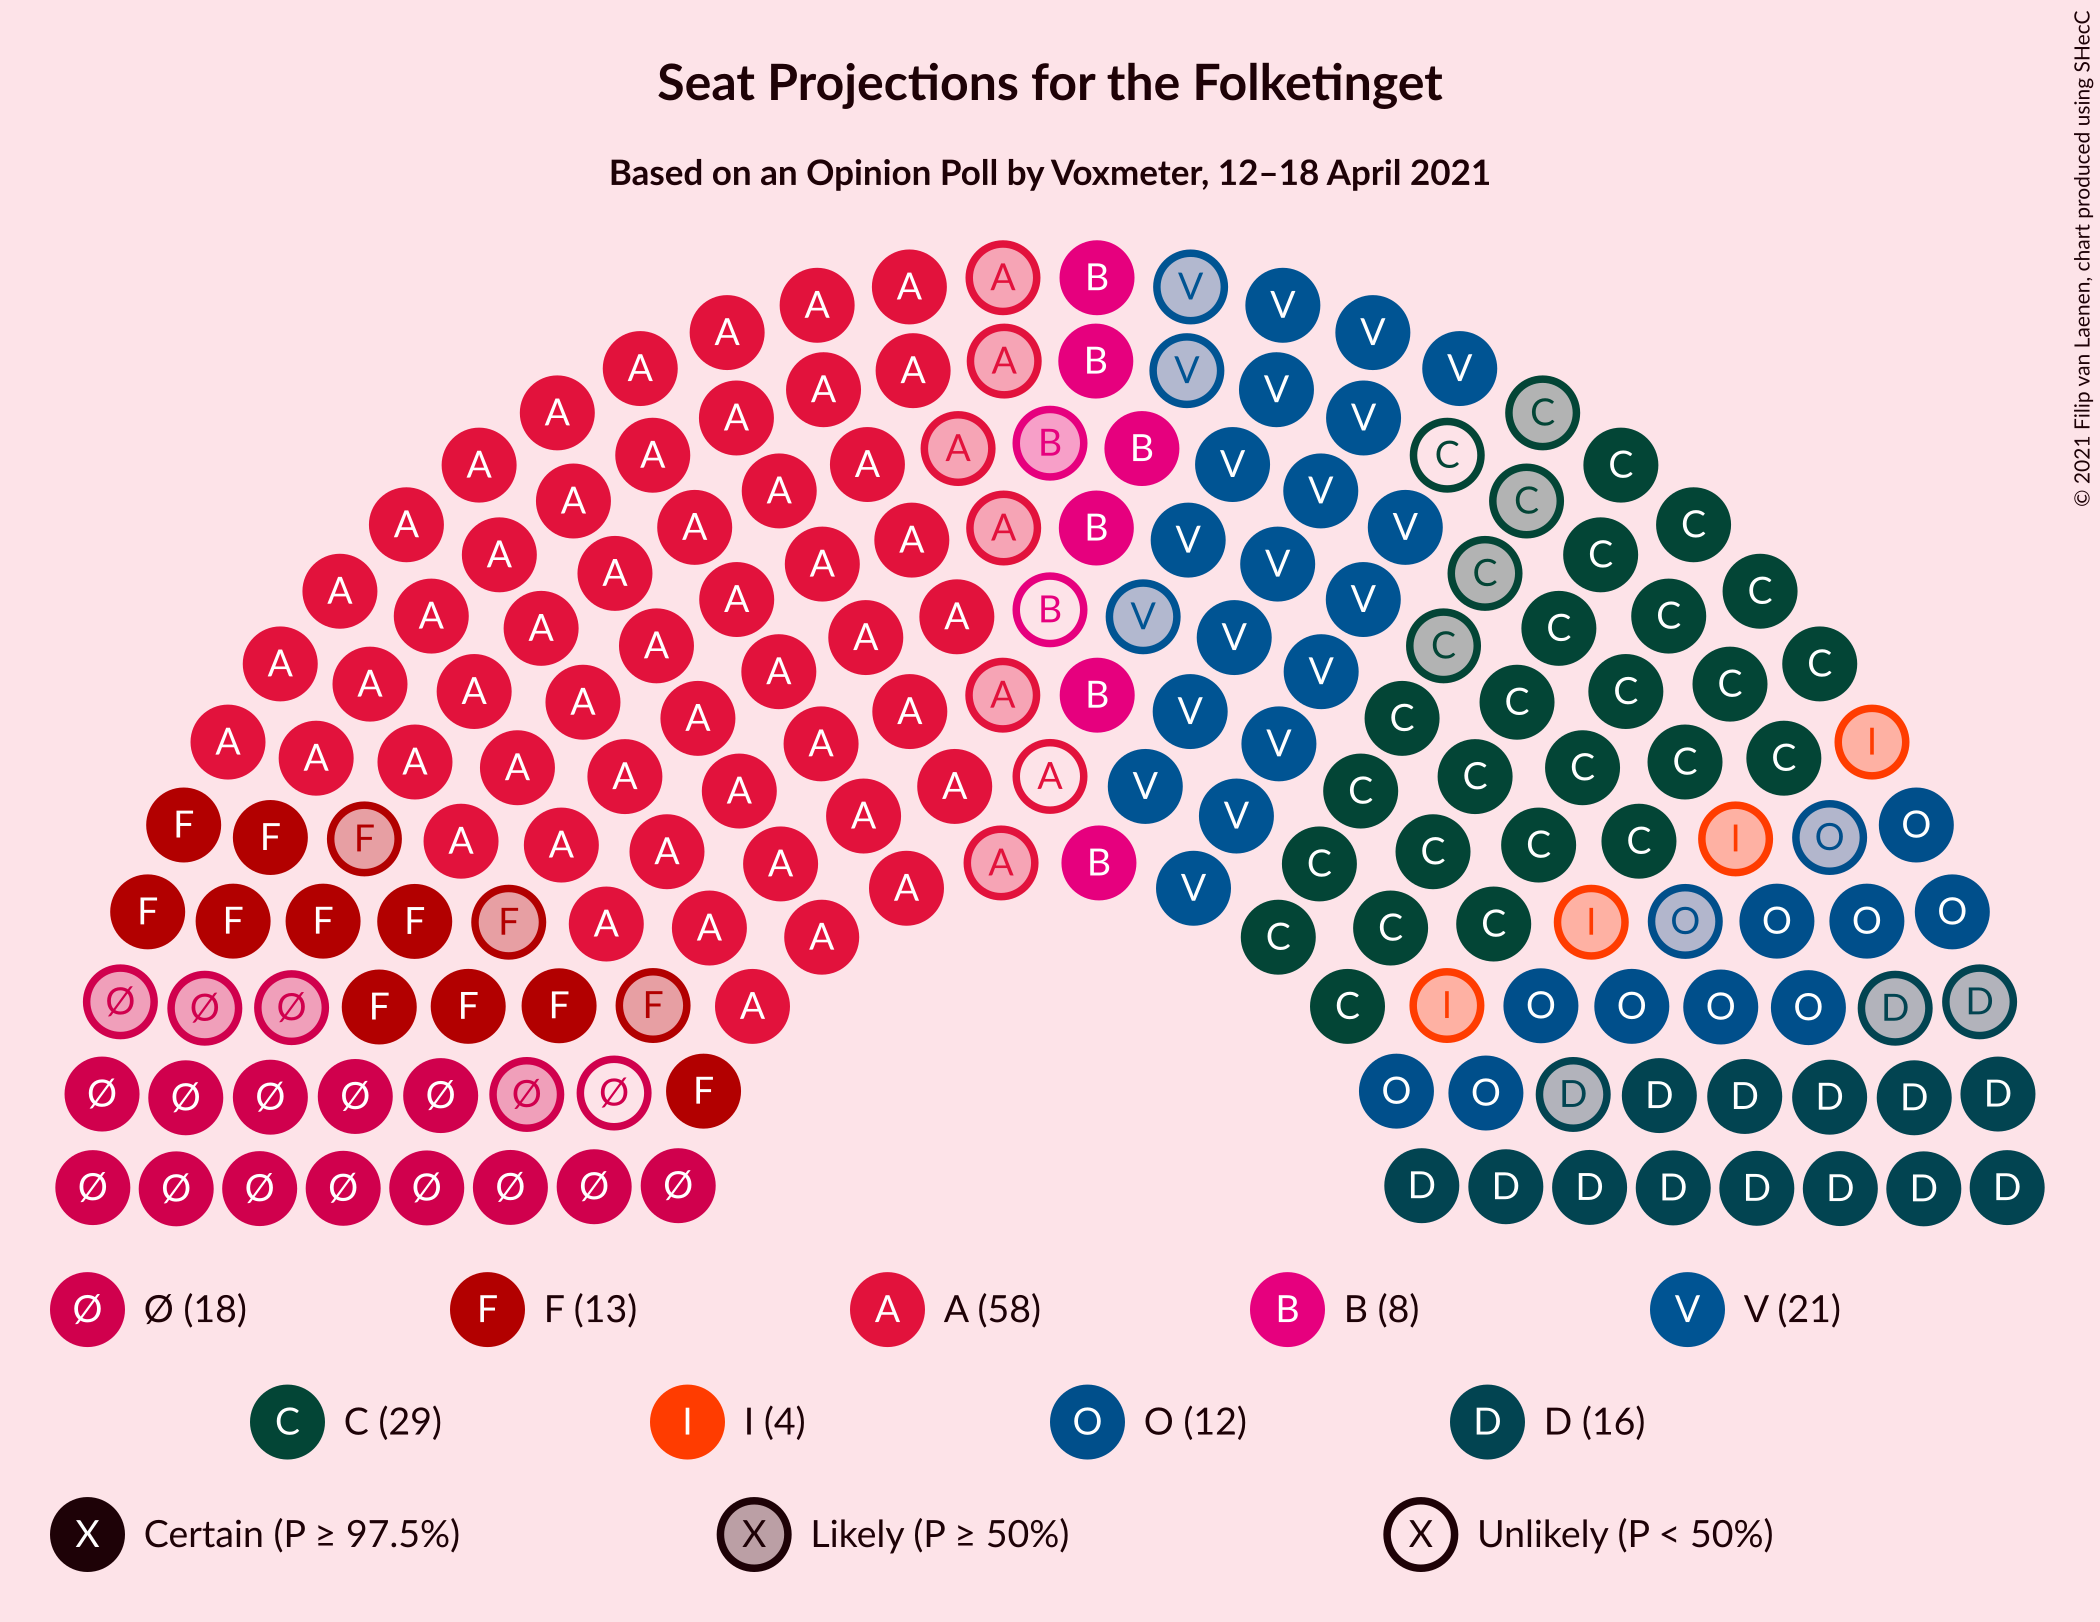 Seat Projections for the Folketinget
Based on an Opinion Poll by Voxmeter, 12–18 April 2021
© 2021 Filip van Laenen, chart produced using SHecC
A A B V
A V
A V
A A A B V V
A V
A A V C
A A A A B B V C C
A A V C
A A A A B V V C
A A A V C C
A A V C
A A A A A B V V C C C
A A A A A A B V C C C C
A A V C
A A A A A A A V C C C C I
A A A V V C
F F F A A A A A B C C C C I O O
A V
F F F F F A A A C C C I O O O O
Ø Ø Ø F F F F A C I O O O O D D
Ø Ø Ø Ø Ø Ø Ø F O O D D D D D D
Ø Ø Ø Ø Ø Ø Ø Ø D D D D D D D D
Ø Ø (18) F F (13) A A (58) B B (8) V V (21)
C C (29) I I (4) O O (12) D D (16)
X Certain (P ≥ 97.5%) X Likely (P ≥ 50%) X Unlikely (P < 50%)